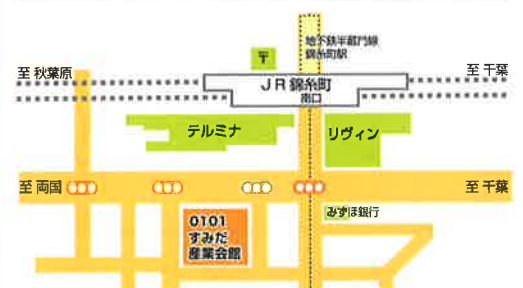 地下鉄半蔵門線
錦糸町駅
〒
至 秋葉原
至 千葉
JR 錦糸町
南口
テルミナ
リヴィン
至 両国
至 千葉
みずほ銀行
0101
すみだ
産業会館